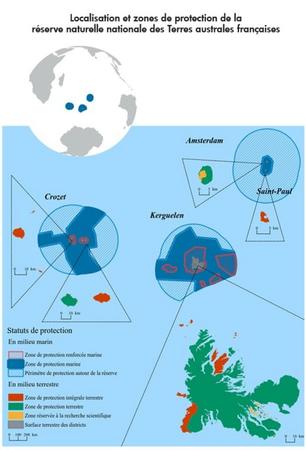 Localisation et zones de protection de la
réserve naturelle nationale des Terres australes françaises
Amsterdam
Saint-Paul
Crozet
Kerguelen
Statuts de protection
En milieu marin
Zone de protection renforcée marine
Zone de protection marine
Périmètre de protection autour de la réserve
En milieu terrestre
Zone de protection intégrale terrestre
Zone de protection terrestre
Zone réservée à la recherche scientifique
Surface terrestre des districts